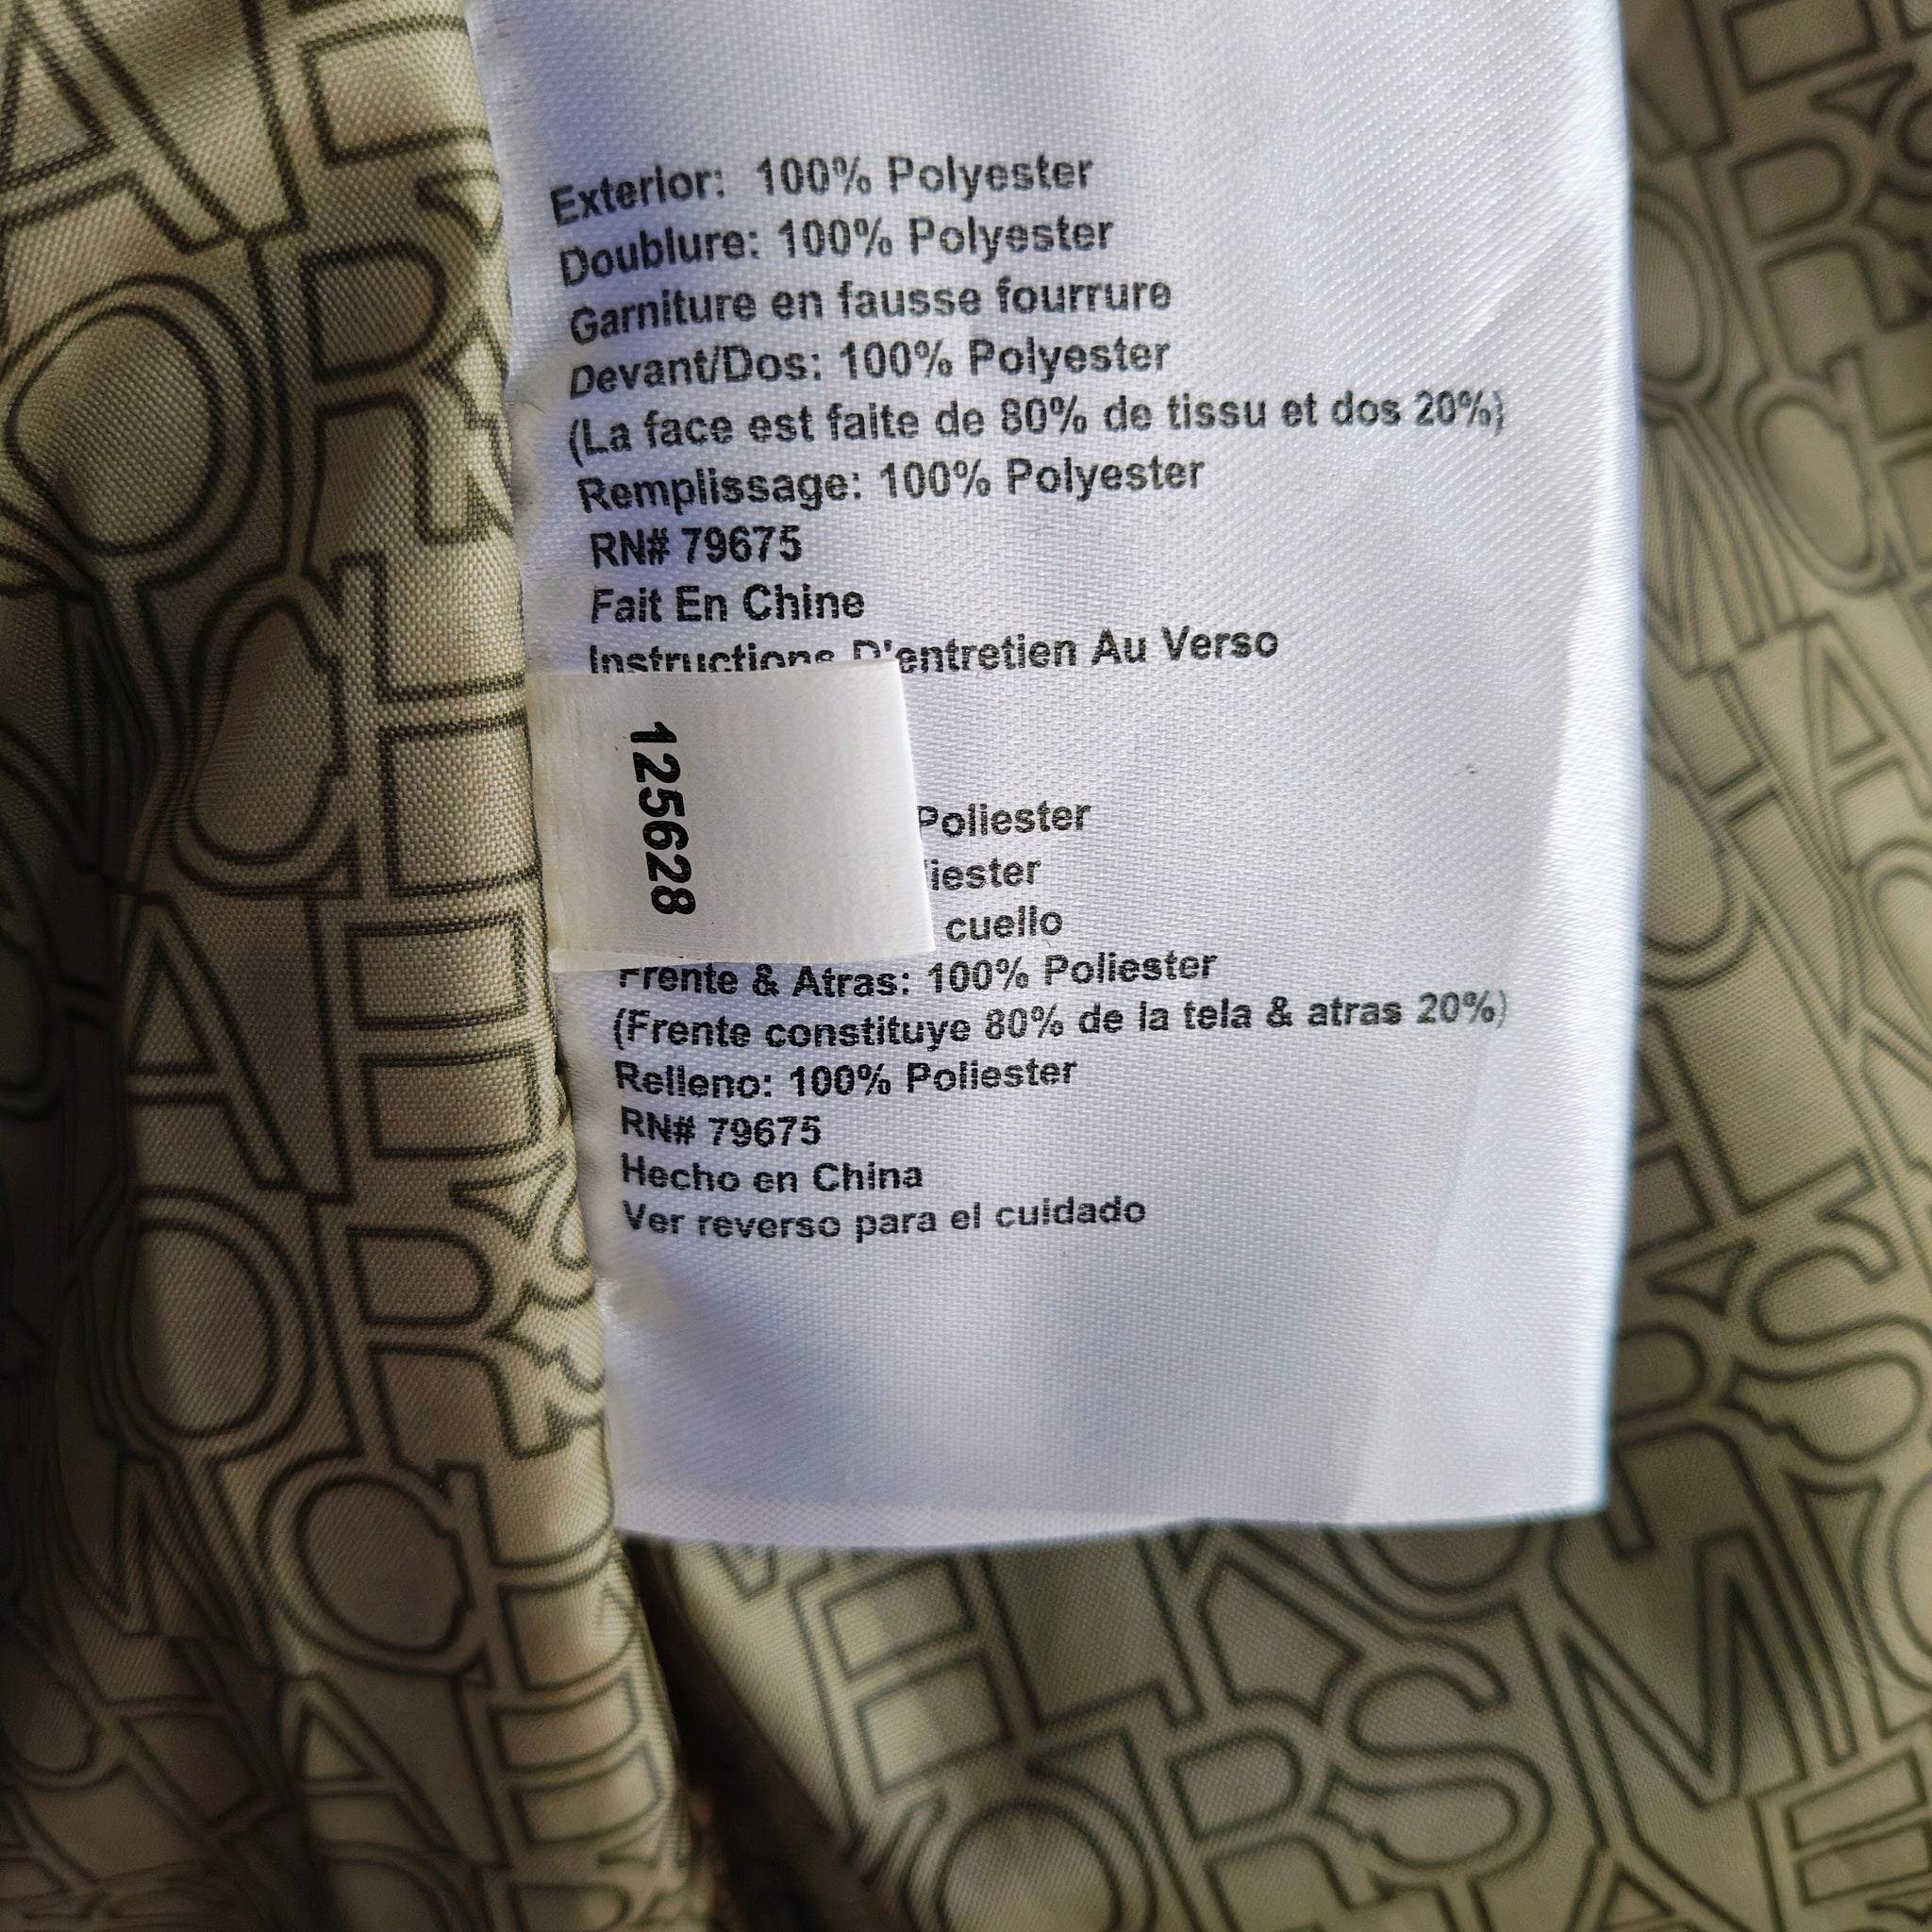 Exterior: 100% Polyester
Doublure: 100% Polyester
Garniture en fausse fourrure
Devant/Dos: 100% Polyester
(La face est faite de 80% de tissu et dos 20%)
Remplissage: 100% Polyester
RN# 79675
Fait En Chine
Instructions D'entretien Au Verso
125628
Poliester
cuello
Frente & Atras: 100% Poliester
(Frente constituye 80% de la tela & atras 20%)
Relleno: 100% Poliester
RN# 79675
Hecho en China
Ver reverso para el cuidado
MICHAEL
KORS